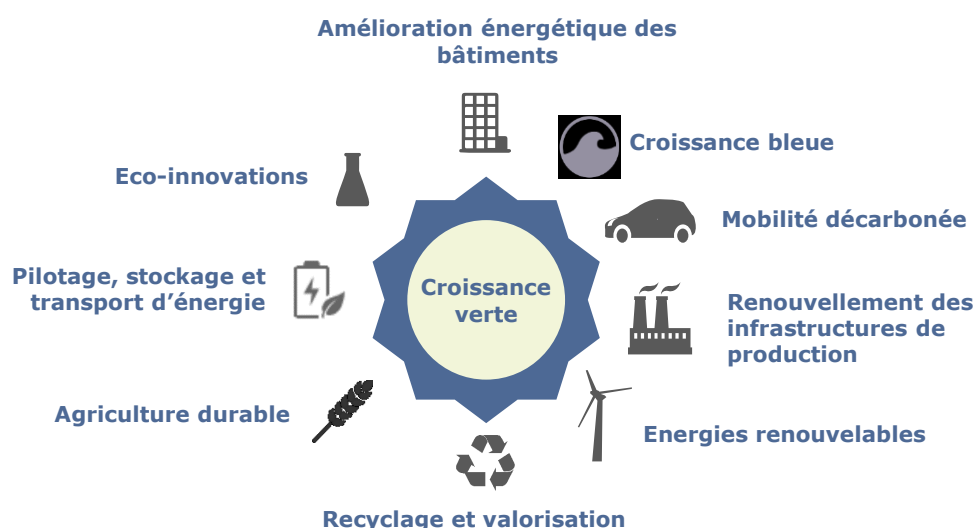 Amélioration énergétique des
bâtiments
Croissance bleue
Eco-innovations
Mobilité décarbonée
Pilotage, stockage et
transport d’énergie
Croissance
verte
Renouvellement des
infrastructures de
production
Agriculture durable
Energies renouvelables
Recyclage et valorisation